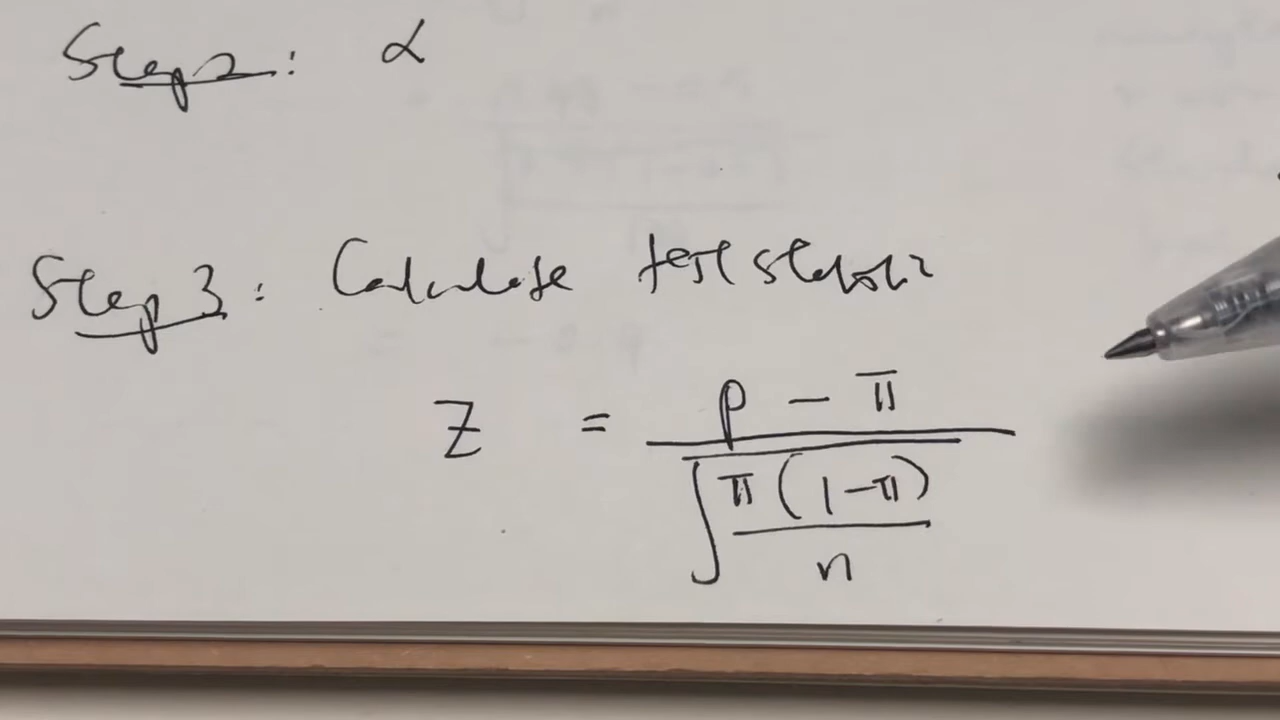 Step 2: α
Step 3: Calculate test statistic
Z = p - π
√π(1-π)
n